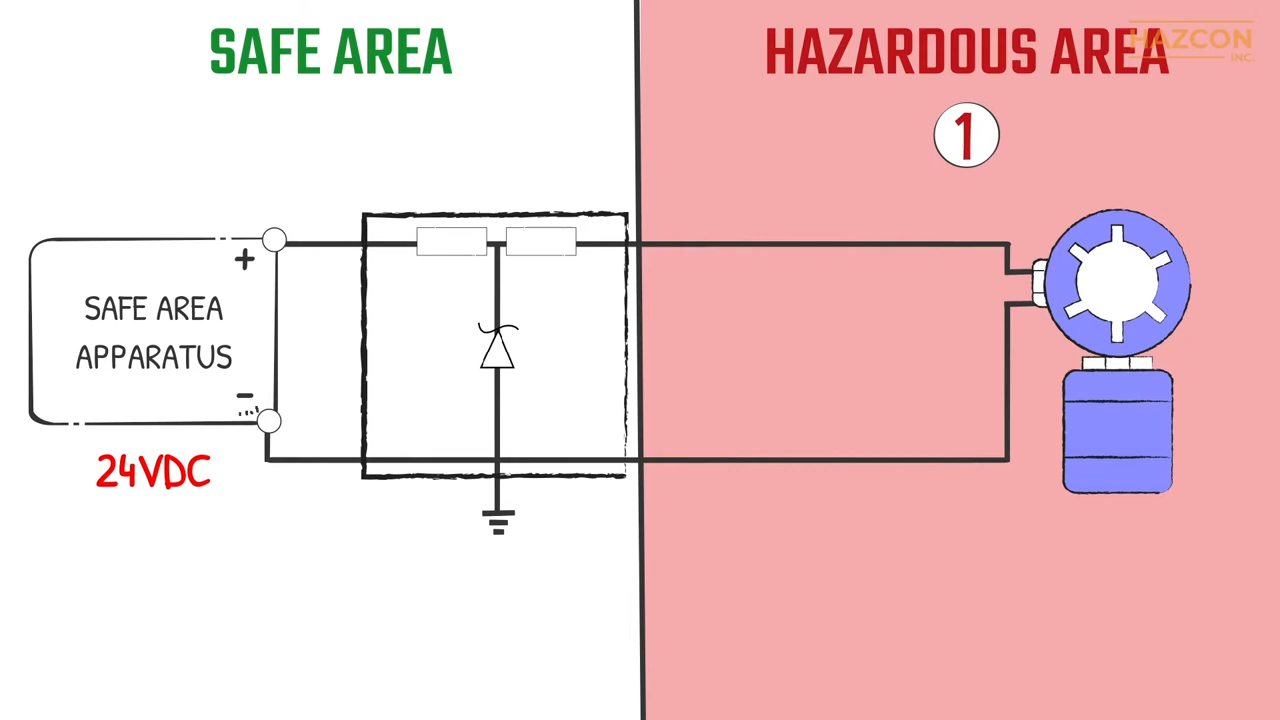 SAFE AREA
HAZARDOUS AREA
HAZCON
INC.
1
+
SAFE AREA
APPARATUS
-
24VDC